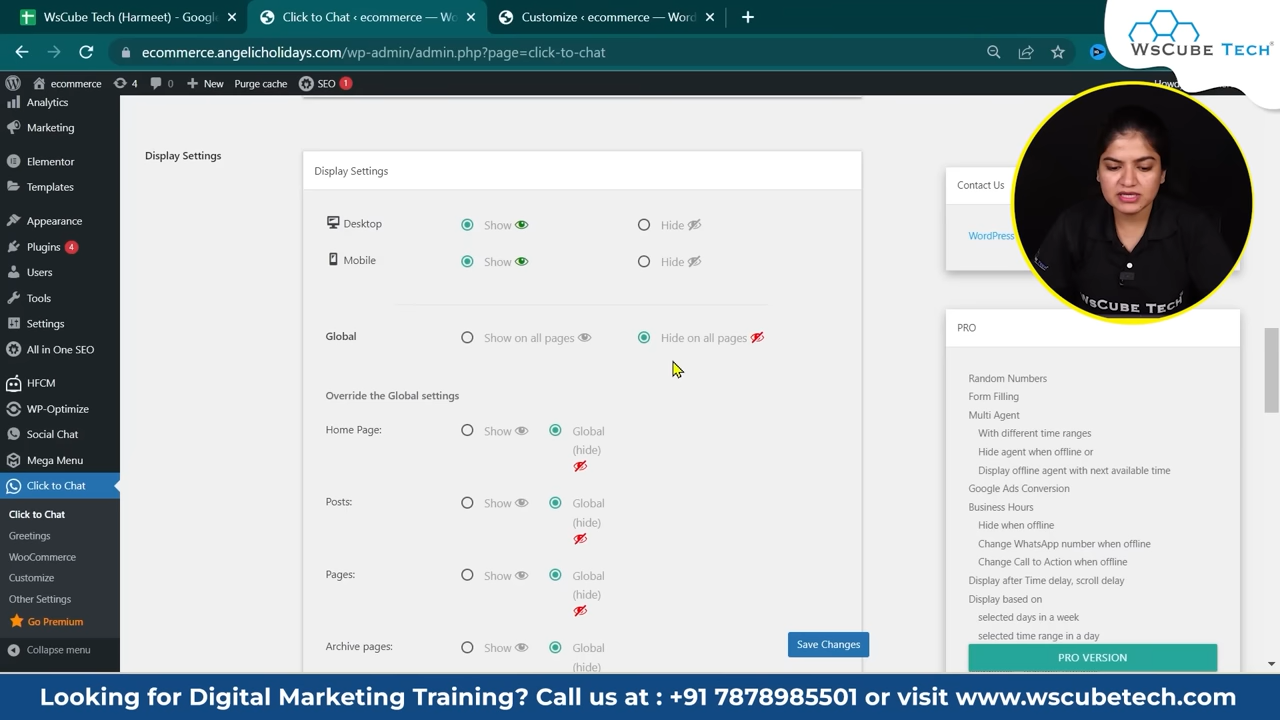 WsCube Tech (Harmeet) - Googl
Click to Chat ‹ ecommerce — Wo
Customize ‹ ecommerce — Word
WsCube Tech
ecommerce.angelicholidays.com/wp-admin/admin.php?page=click-to-chat
ecommerce
4
0
New
Purge cache
SEO
1
Analytics
Marketing
Elementor
Templates
Appearance
Plugins 4
Users
Tools
Settings
All in One SEO
HFCM
WP-Optimize
Social Chat
Mega Menu
Click to Chat
Click to Chat
Greetings
WooCommerce
Customize
Other Settings
Go Premium
Collapse menu
Display Settings
Display Settings
Desktop
Show
Hide
Mobile
Show
Hide
Global
Show on all pages
Hide on all pages
Override the Global settings
Home Page:
Show
Global
(hide)
Posts:
Show
Global
(hide)
Pages:
Show
Global
(hide)
Archive pages:
Show
Global
(hide)
Save Changes
Contact Us
WordPress
PRO
Random Numbers
Form Filling
Multi Agent
With different time ranges
Hide agent when offline or
Display offline agent with next available time
Google Ads Conversion
Business Hours
Hide when offline
Change WhatsApp number when offline
Change Call to Action when offline
Display after Time delay, scroll delay
Display based on
selected days in a week
selected time range in a day
PRO VERSION
WsCUBE TECH
Looking for Digital Marketing Training? Call us at : +91 7878985501 or visit www.wscubetech.com